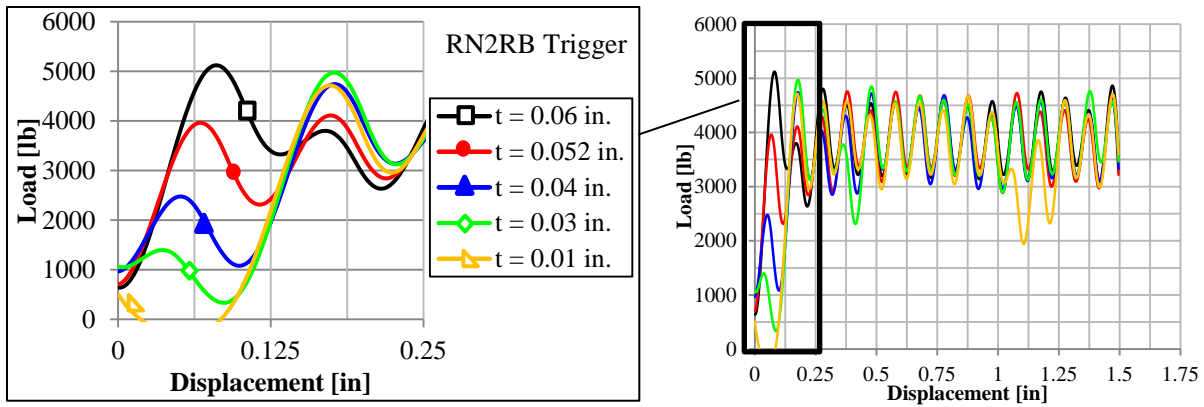 6000
5000
4000
3000
2000
1000
0
Load [lb]
0
0.125
0.25
Displacement [in]
RN2RB Trigger
t = 0.06 in.
t = 0.052 in.
t = 0.04 in.
t = 0.03 in.
t = 0.01 in.
6000
5000
4000
3000
2000
1000
0
Load [lb]
0
0.25
0.5
0.75
1
1.25
1.5
1.75
Displacement [in]